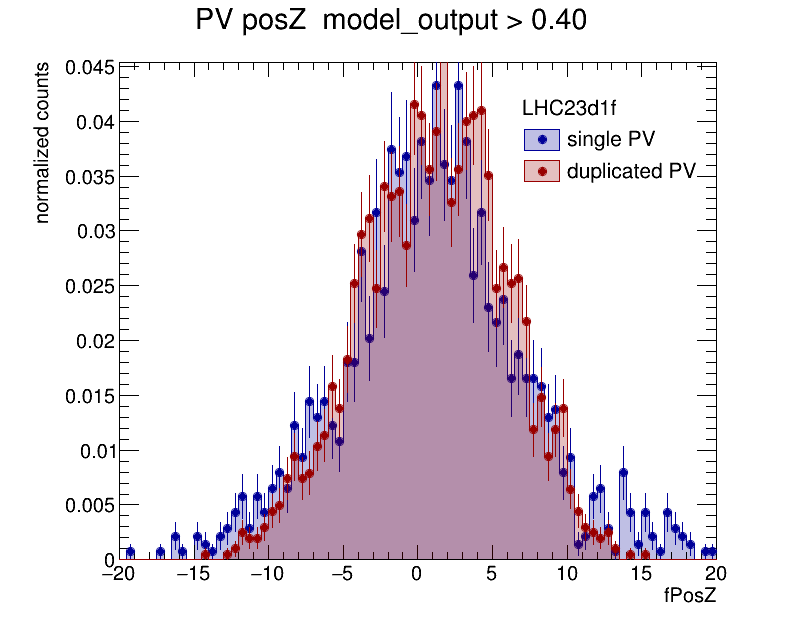 PV posZ  model_output > 0.40
normalized counts
0.045
0.04
0.035
0.03
0.025
0.02
0.015
0.01
0.005
0
LHC23d1f
single PV
duplicated PV
−20 −15 −10 −5 0 5 10 15 20
fPosZ